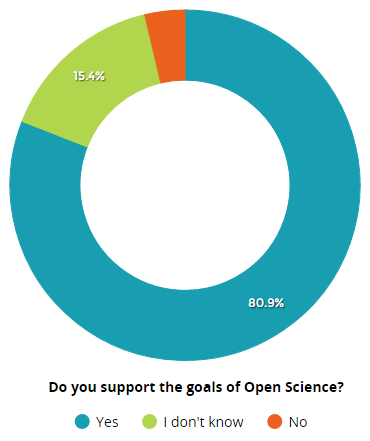 15.4%
80.9%
Do you support the goals of Open Science?
Yes I don't know No